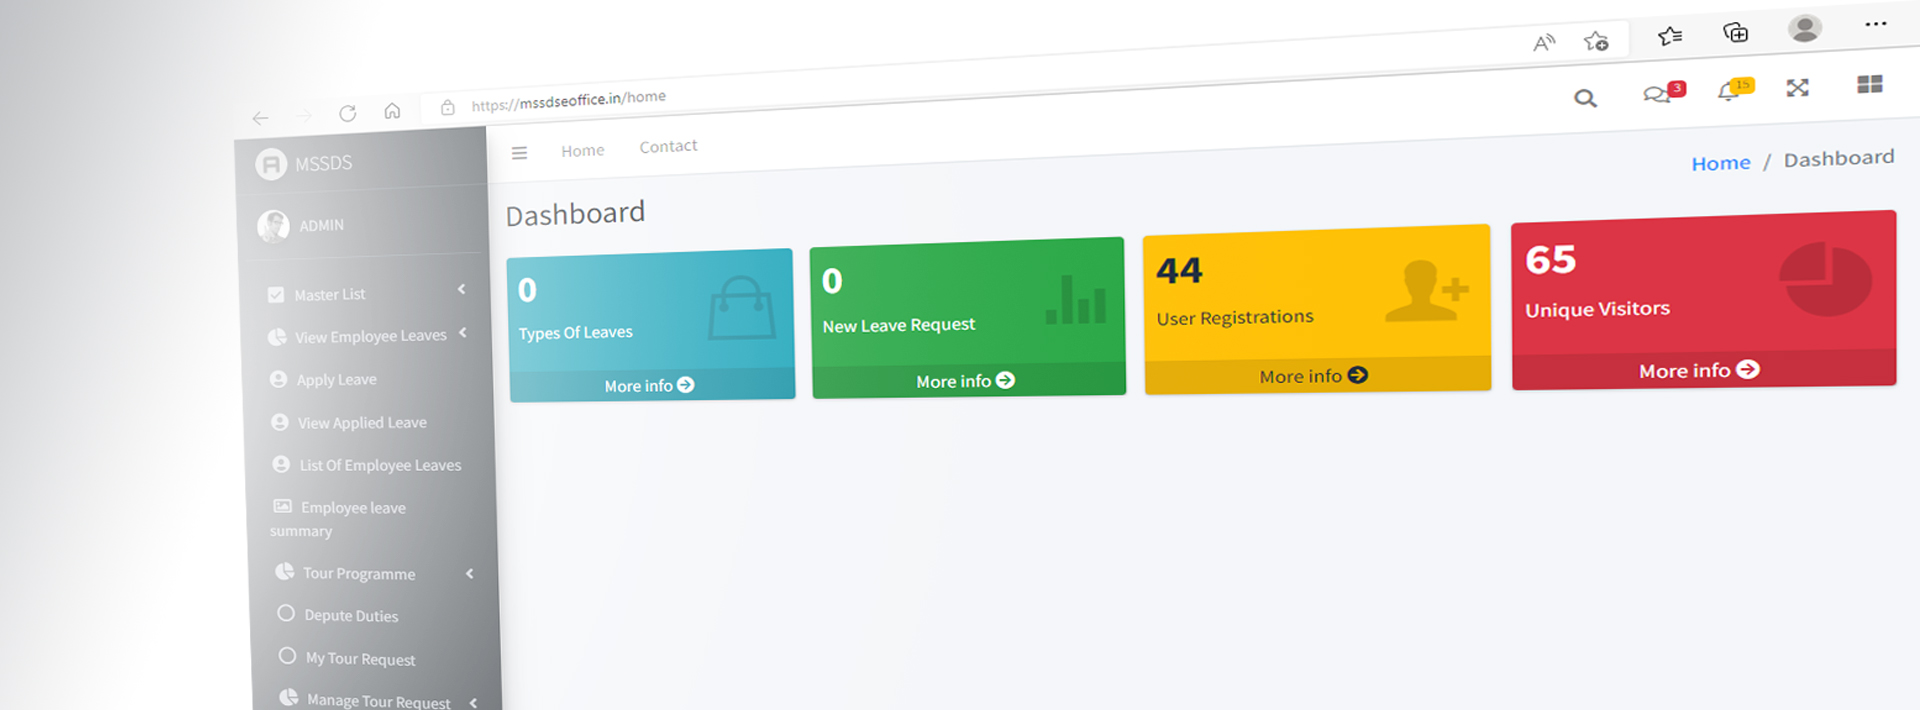 https://mssdseoffice.in/home
MSSDS
Home
Contact
3
15
Home / Dashboard
ADMIN
Master List
View Employee Leaves
Apply Leave
View Applied Leave
List Of Employee Leaves
Employee leave
summary
Tour Programme
Depute Duties
My Tour Request
Manage Tour Request
Dashboard
0
Types Of Leaves
More info
0
New Leave Request
More info
44
User Registrations
More info
65
Unique Visitors
More info